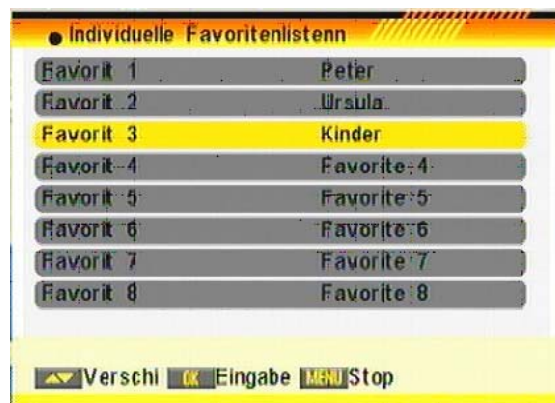 Individuelle Favoritenlistenn
Favorit 1 Peter
Favorit 2 Ursula
Favorit 3 Kinder
Favorit 4 Favorite 4
Favorit 5 Favorite 5
Favorit 6 Favorite 6
Favorit 7 Favorite 7
Favorit 8 Favorite 8
Verschi OK Eingabe MENU Stop